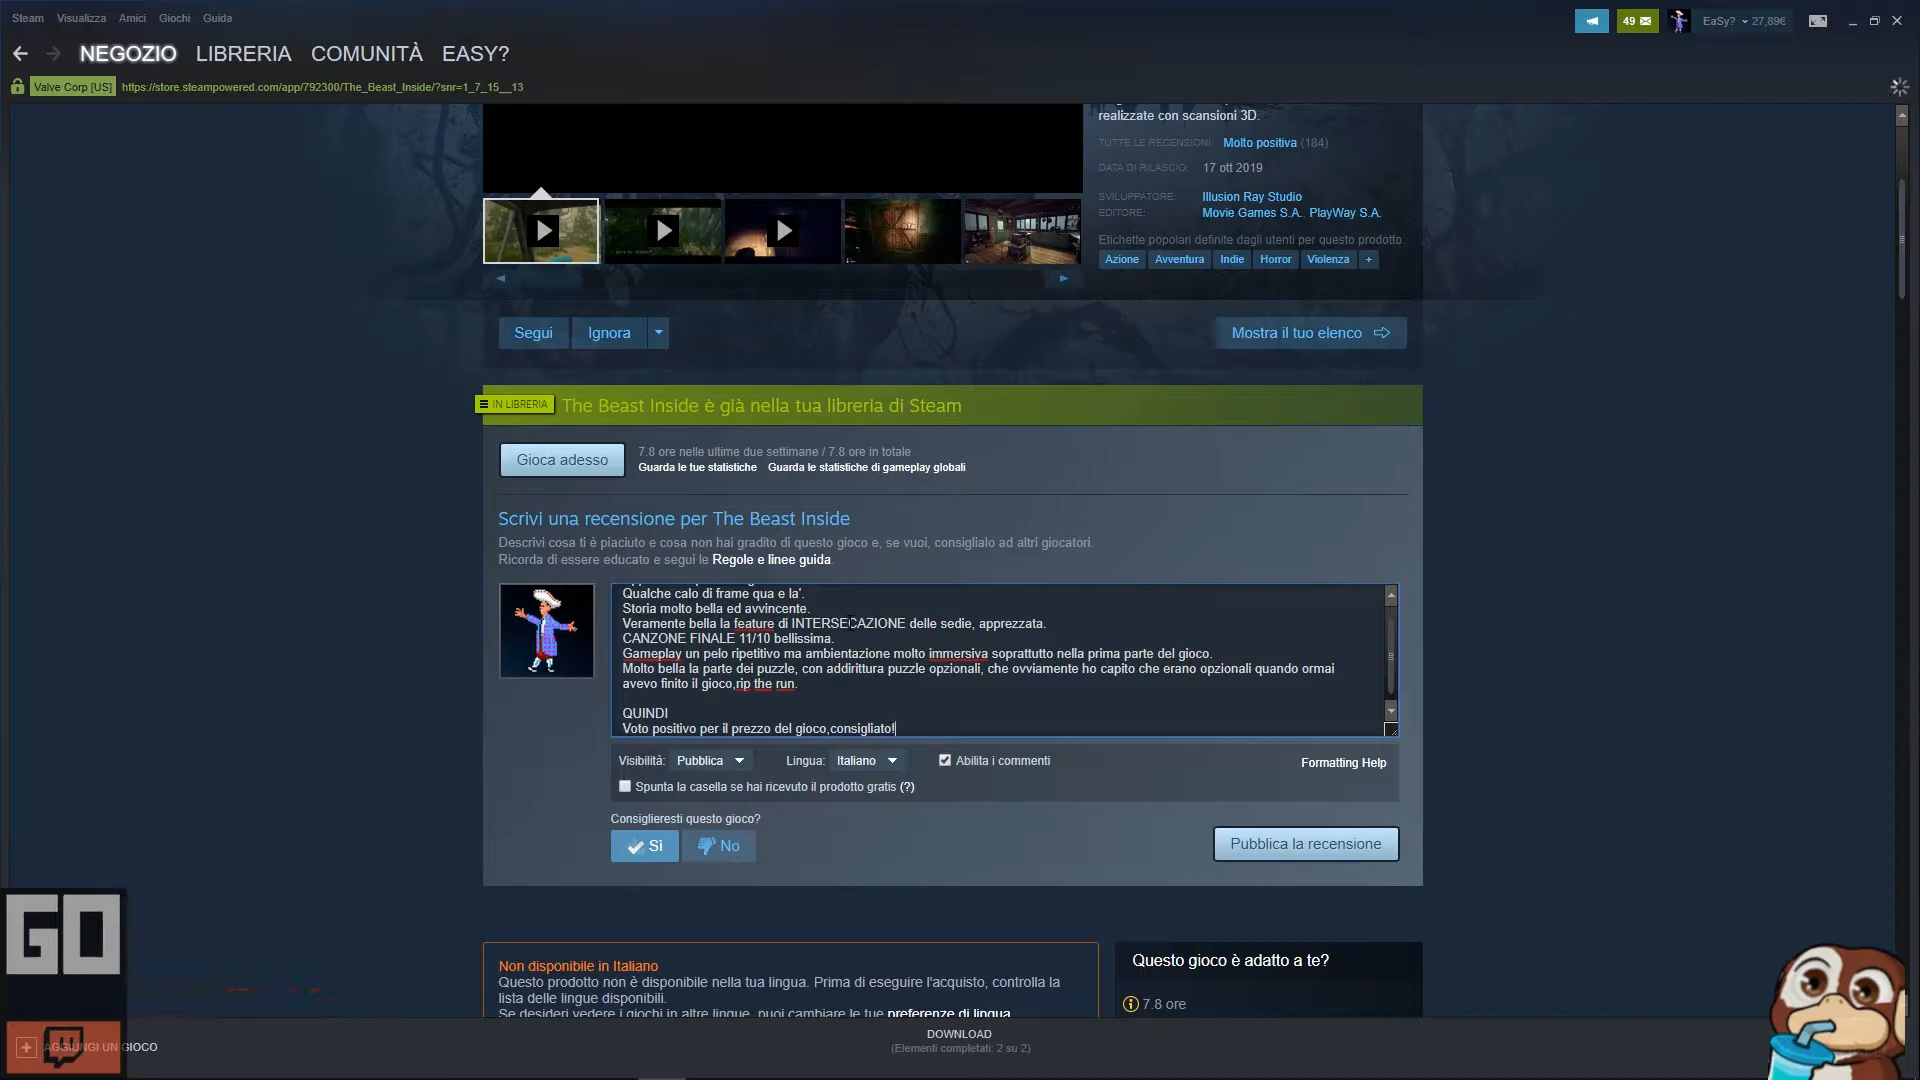 Steam Visualizza Amici Giochi Guida
49
EaSy? 27,89€
NEGOZIO LIBRERIA COMUNITÀ EASY?
Valve Corp [US] https://store.steampowered.com/app/792300/The_Beast_Inside/?snr=1_7_15__13
realizzate con scansioni 3D.
TUTTE LE RECENSIONI: Molto positiva (184)
DATA DI RILASCIO: 17 ott 2019
SVILUPPATORE: Illusion Ray Studio
EDITORE: Movie Games S.A., PlayWay S.A.
Etichette popolari definite dagli utenti per questo prodotto:
Azione Avventura Indie Horror Violenza +
Segui Ignora
Mostra il tuo elenco
IN LIBRERIA The Beast Inside è già nella tua libreria di Steam
Gioca adesso
7.8 ore nelle ultime due settimane / 7.8 ore in totale
Guarda le tue statistiche Guarda le statistiche di gameplay globali
Scrivi una recensione per The Beast Inside
Descrivi cosa ti è piaciuto e cosa non hai gradito di questo gioco e, se vuoi, consiglialo ad altri giocatori.
Ricorda di essere educato e segui le Regole e linee guida
Qualche calo di frame qua e la'.
Storia molto bella ed avvincente.
Veramente bella la feature di INTERSECAZIONE delle sedie, apprezzata.
CANZONE FINALE 11/10 bellissima.
Gameplay un pelo ripetitivo ma ambientazione molto immersiva soprattutto nella prima parte del gioco.
Molto bella la parte dei puzzle, con addirittura puzzle opzionali, che ovviamente ho capito che erano opzionali quando ormai
avevo finito il gioco,rip the run.
QUINDI
Voto positivo per il prezzo del gioco,consigliato!
Visibilità: Pubblica Lingua: Italiano Abilita i commenti
Formatting Help
Spunta la casella se hai ricevuto il prodotto gratis (?)
Consiglieresti questo gioco?
Sì No
Pubblica la recensione
Non disponibile in Italiano
Questo prodotto non è disponibile nella tua lingua. Prima di eseguire l'acquisto, controlla la
lista delle lingue disponibili.
Se desideri vedere i giochi in altre lingue, puoi cambiare le tue preferenze di lingua
Questo gioco è adatto a te?
7.8 ore
GO
AGGIUNGI UN GIOCO
DOWNLOAD
(Elementi completati: 2 su 2)